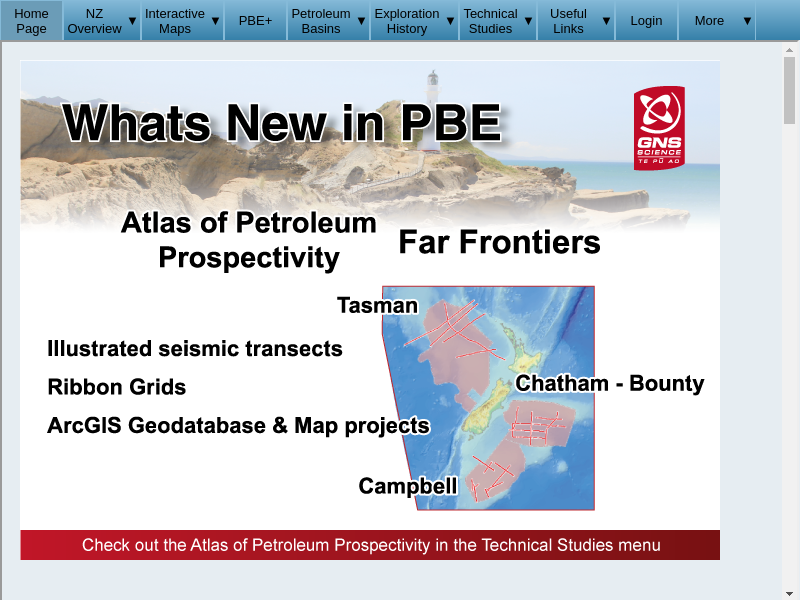 Home Page
NZ Overview ▼
Interactive Maps ▼
PBE+
Petroleum Basins ▼
Exploration History ▼
Technical Studies ▼
Useful Links ▼
Login
More ▼
Whats New in PBE
GNS
SCIENCE
TE PŪ AO
Atlas of Petroleum
Prospectivity
Far Frontiers
Tasman
Illustrated seismic transects
Chatham - Bounty
Ribbon Grids
ArcGIS Geodatabase & Map projects
Campbell
Check out the Atlas of Petroleum Prospectivity in the Technical Studies menu